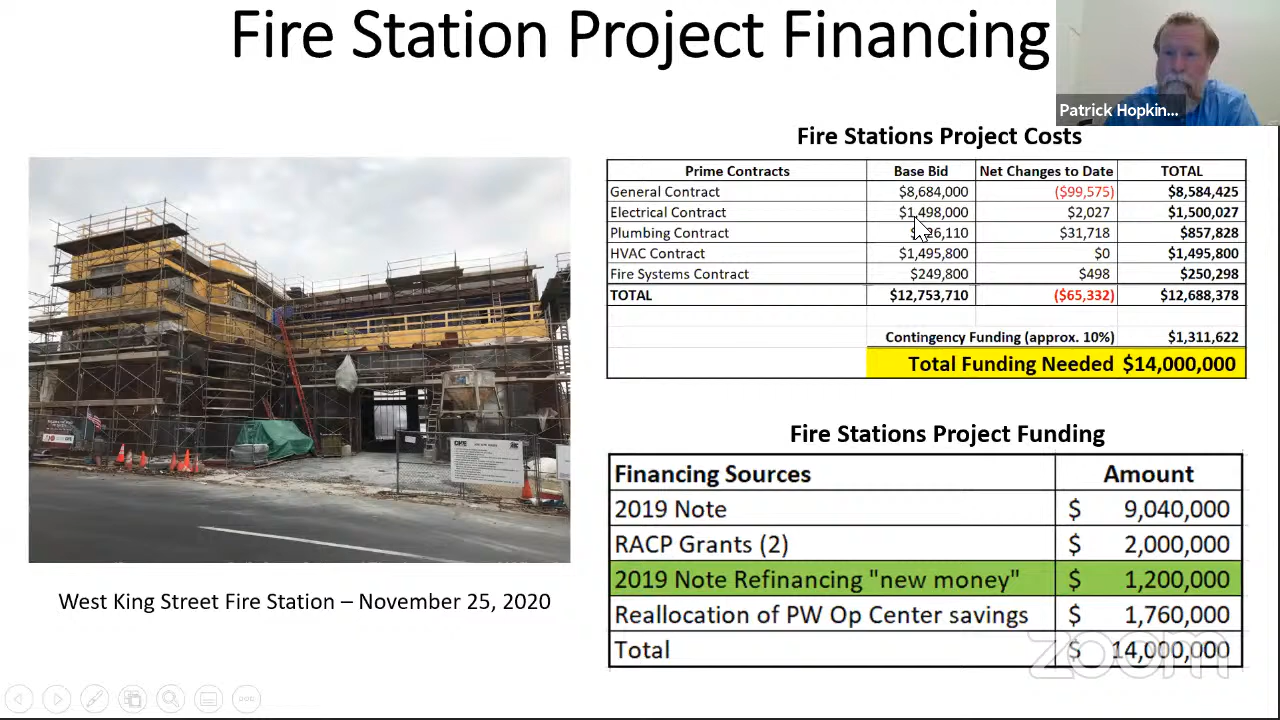 Fire Station Project Financing
Patrick Hopkin...
Fire Stations Project Costs
Prime Contracts Base Bid Net Changes to Date TOTAL
General Contract $8,684,000 ($99,575) $8,584,425
Electrical Contract $1,498,000 $2,027 $1,500,027
Plumbing Contract 26,110 $31,718 $857,828
HVAC Contract $1,495,800 $0 $1,495,800
Fire Systems Contract $249,800 $498 $250,298
TOTAL $12,753,710 ($65,332) $12,688,378
Contingency Funding (approx. 10%) $1,311,622
Total Funding Needed $14,000,000
West King Street Fire Station – November 25, 2020
Fire Stations Project Funding
Financing Sources Amount
2019 Note $ 9,040,000
RACP Grants (2) $ 2,000,000
2019 Note Refinancing "new money" $ 1,200,000
Reallocation of PW Op Center savings $ 1,760,000
Total $ 14,000,000
zoom